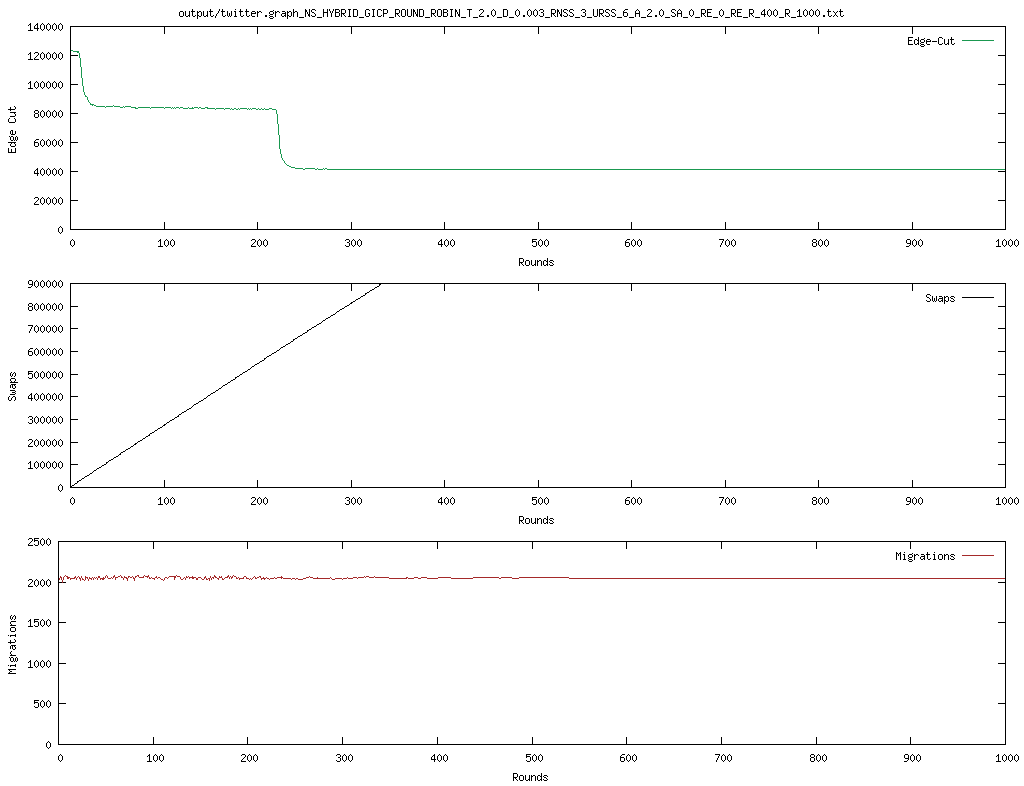 output/twitter.graph_NS_HYBRID_GICP_ROUND_ROBIN_T_2.0_D_0.003_RNSS_3_URSS_6_A_2.0_SA_0_RE_0_RE_R_400_R_1000.txt
Edge-Cut
Edge Cut
140000
120000
100000
80000
60000
40000
20000
0
0 100 200 300 400 500 600 700 800 900 1000
Rounds
Swaps
Swaps
900000
800000
700000
600000
500000
400000
300000
200000
100000
0
0 100 200 300 400 500 600 700 800 900 1000
Rounds
Migrations
Migrations
2500
2000
1500
1000
500
0
0 100 200 300 400 500 600 700 800 900 1000
Rounds